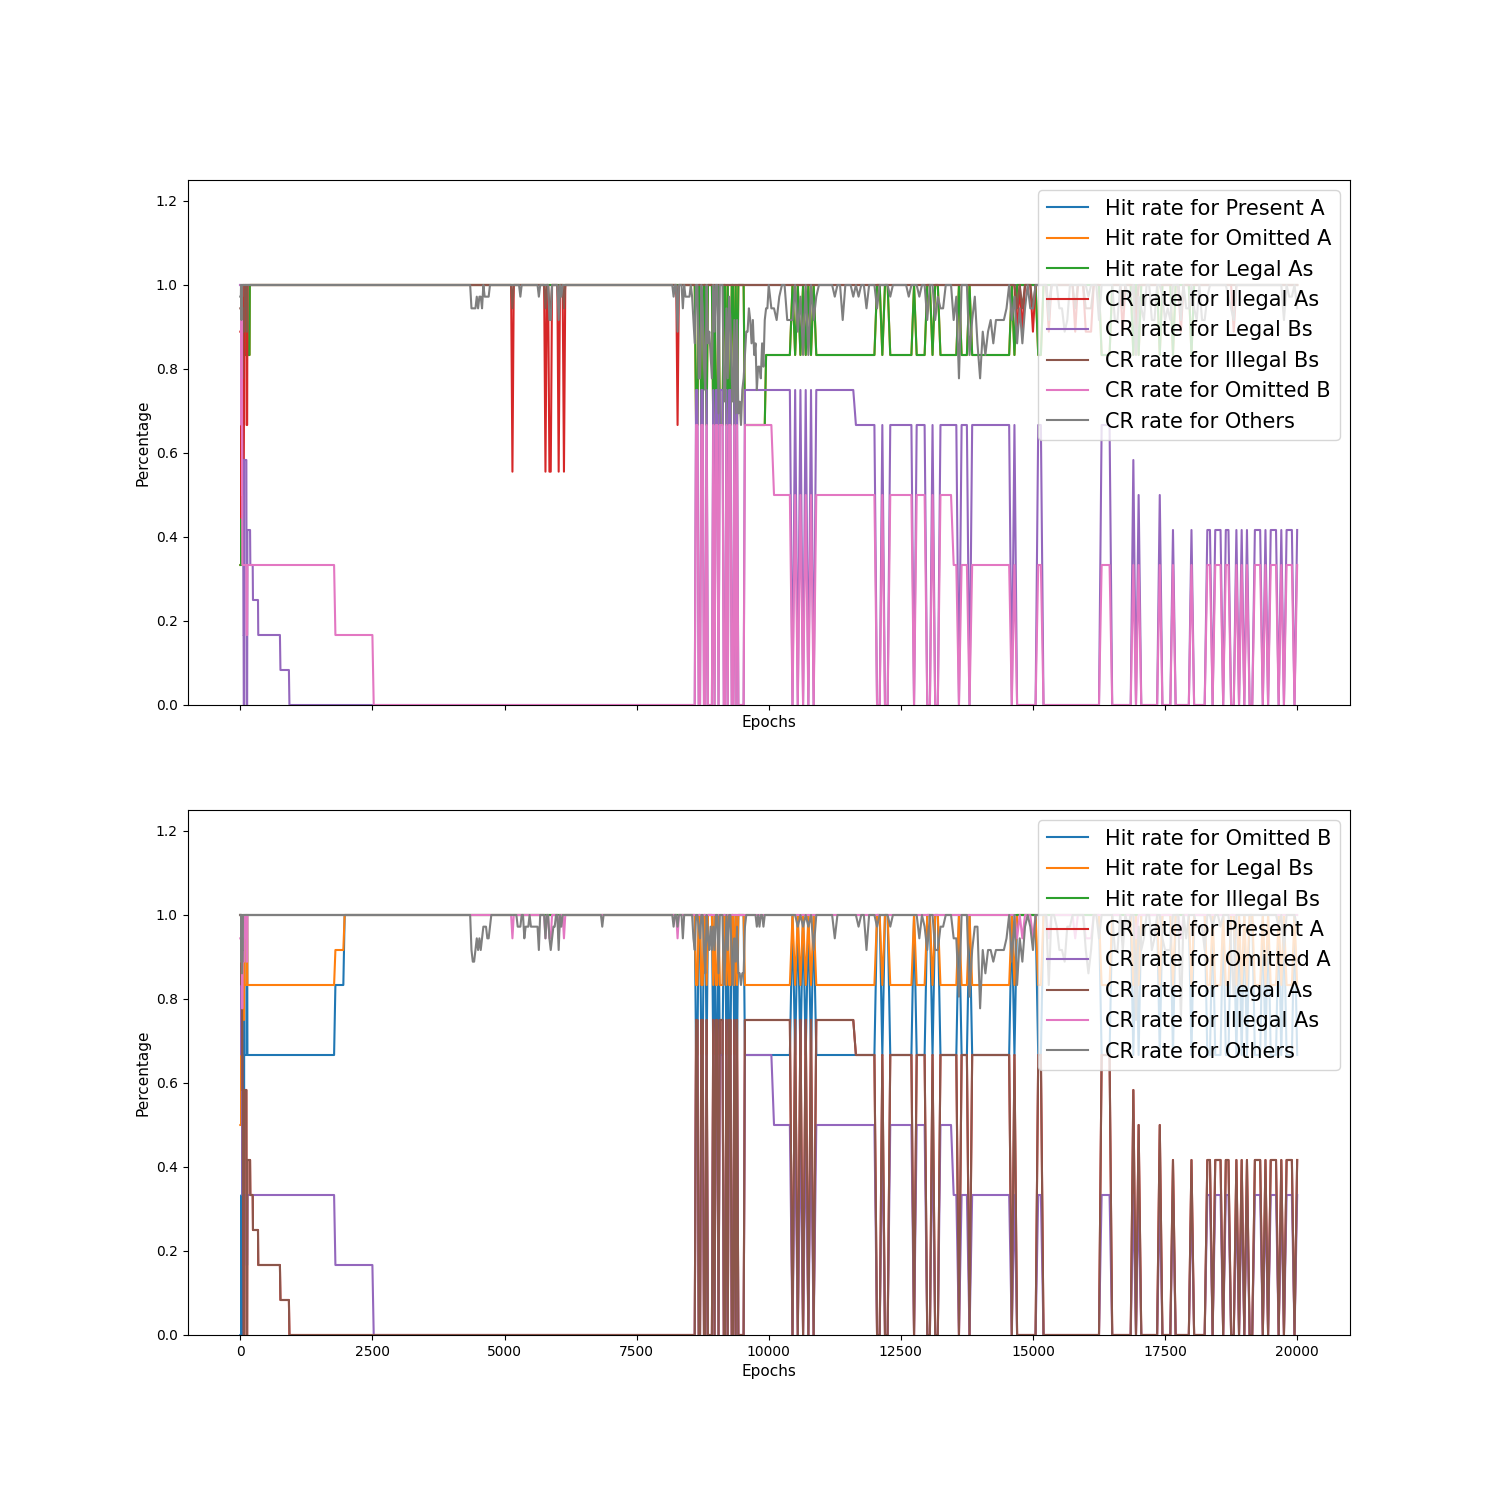 1.2
1.0
0.8
0.6
0.4
0.2
0.0
Percentage
Epochs
Hit rate for Present A
Hit rate for Omitted A
Hit rate for Legal As
CR rate for Illegal As
CR rate for Legal Bs
CR rate for Illegal Bs
CR rate for Omitted B
CR rate for Others
1.2
1.0
0.8
0.6
0.4
0.2
0.0
Percentage
0
2500
5000
7500
10000
12500
15000
17500
20000
Epochs
Hit rate for Omitted B
Hit rate for Legal Bs
Hit rate for Illegal Bs
CR rate for Present A
CR rate for Omitted A
CR rate for Legal As
CR rate for Illegal As
CR rate for Others